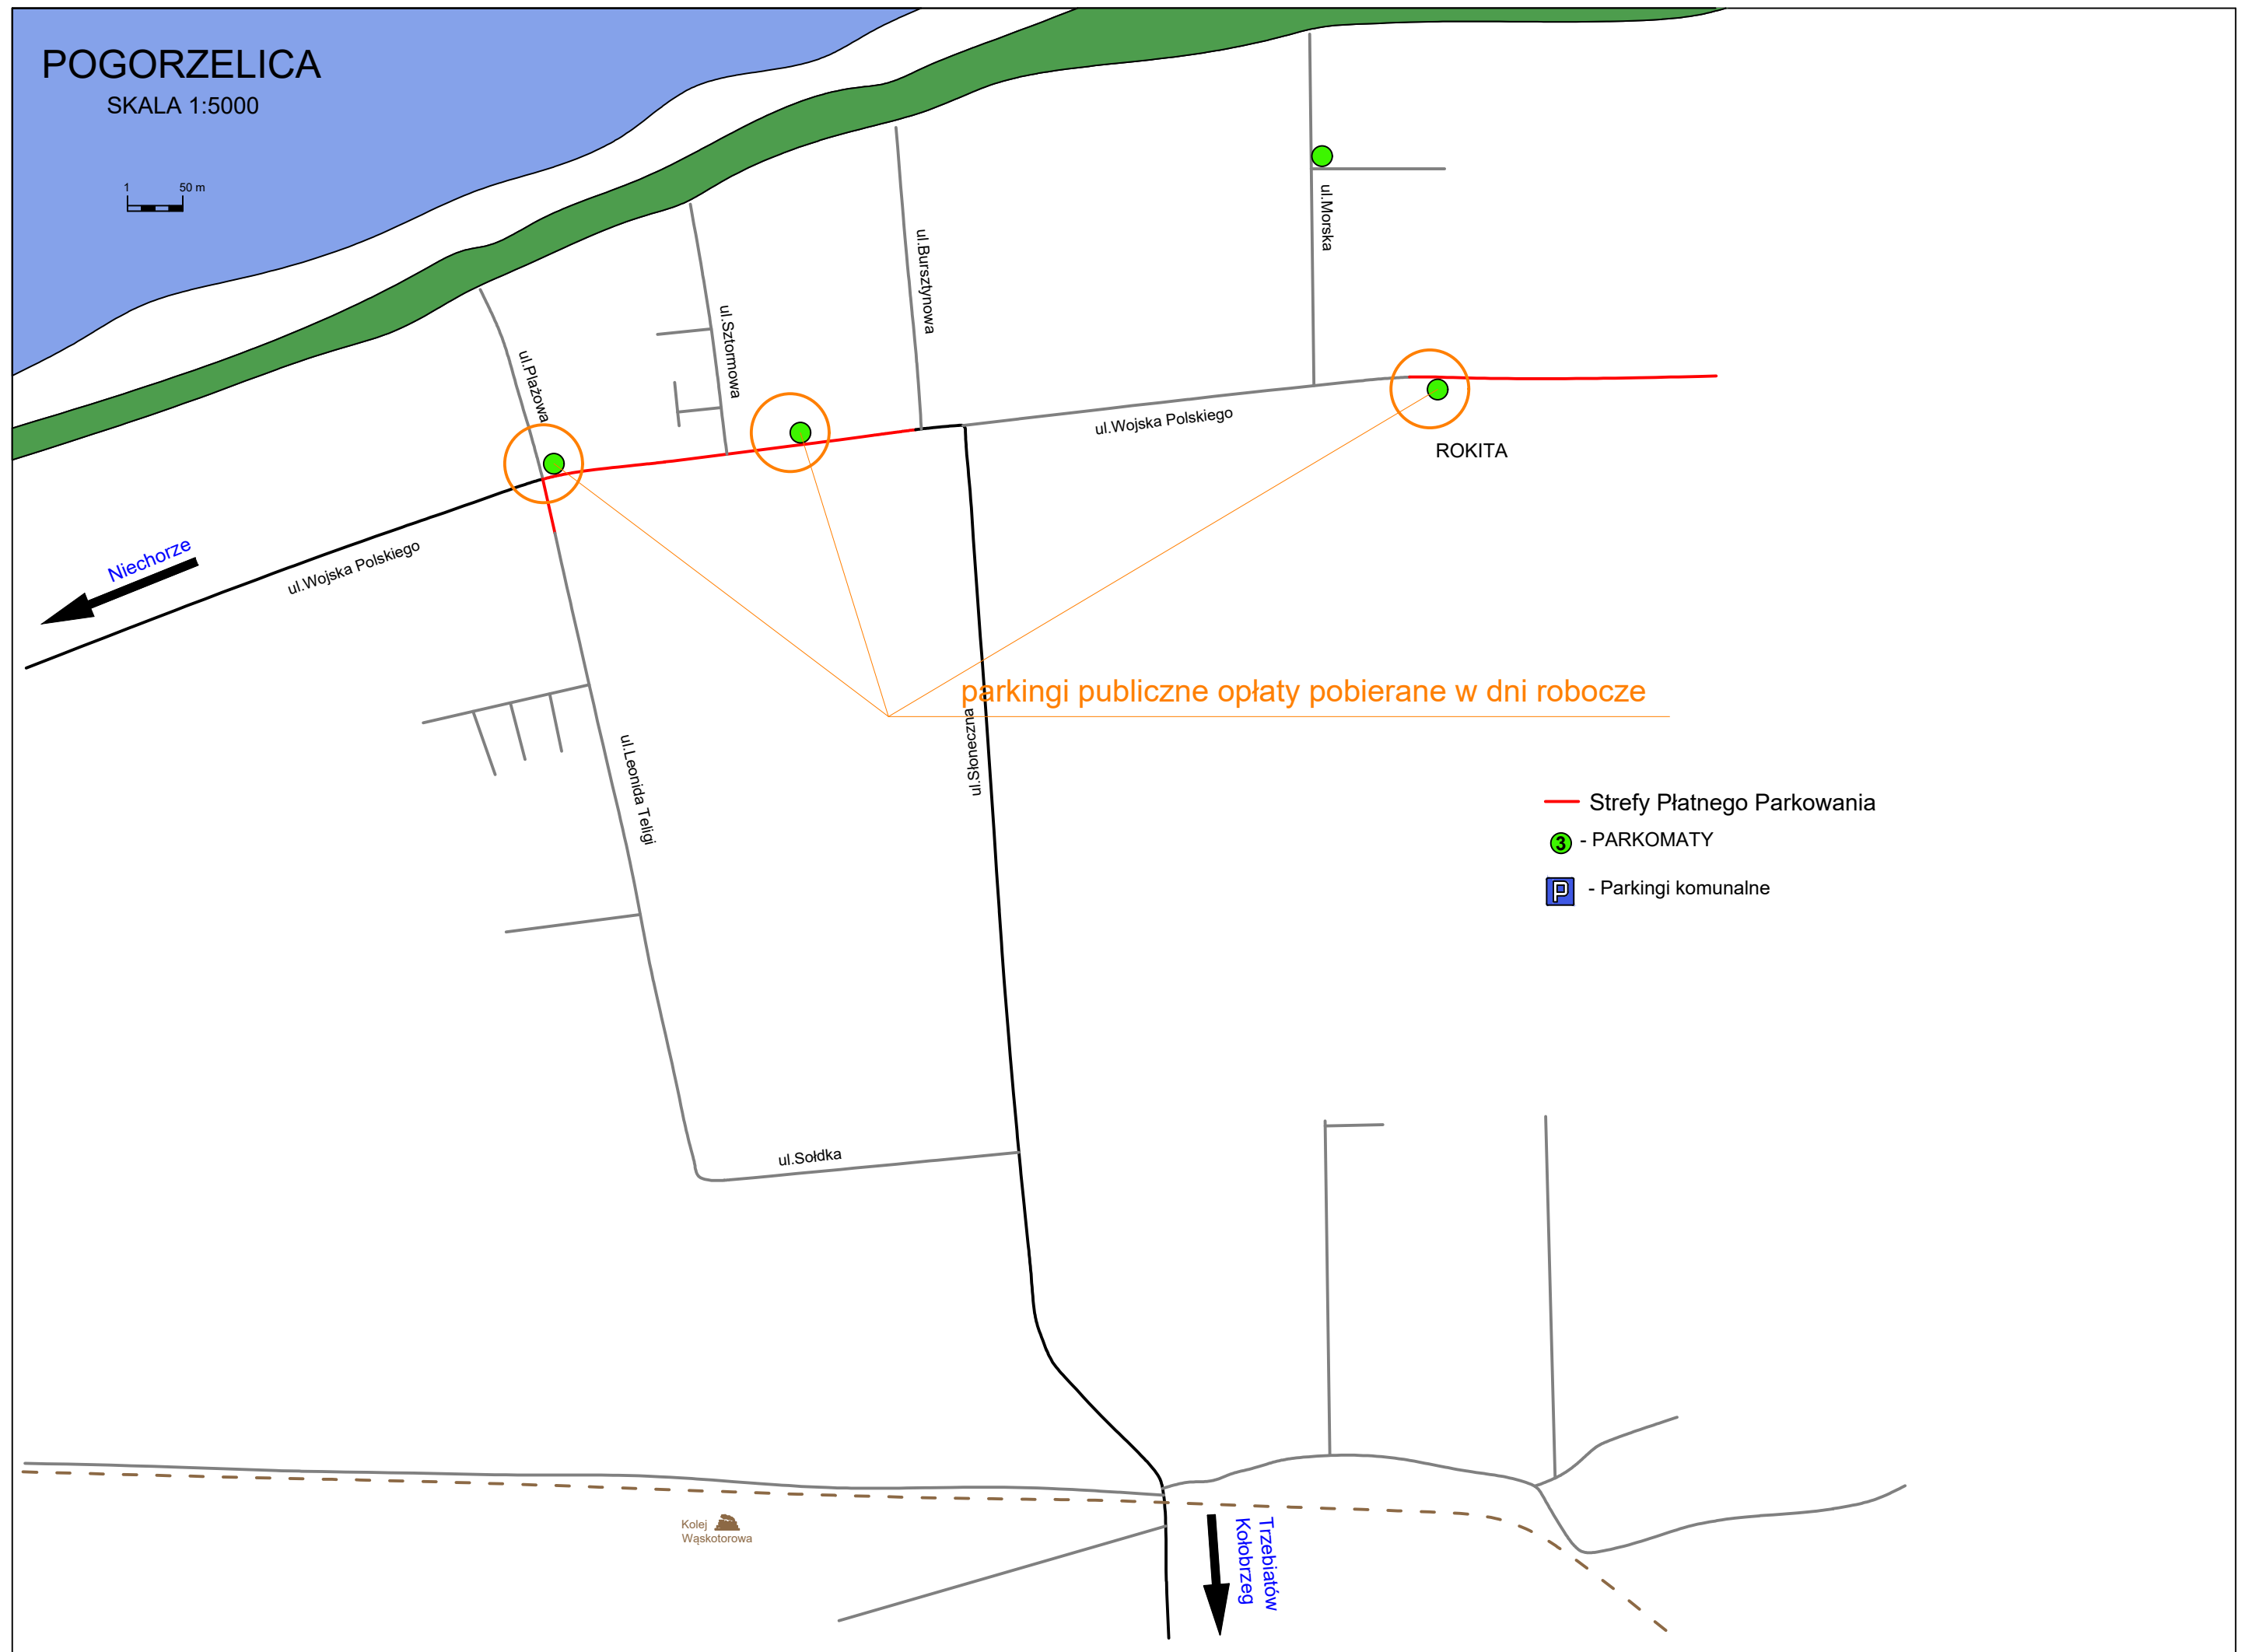 POGORZELICA
SKALA 1:5000
1 50 m
ul.Morska
ul.Bursztynowa
ul.Sztormowa
ul.Plażowa
ul.Wojska Polskiego
ROKITA
Niechorze
ul.Wojska Polskiego
parkingi publiczne opłaty pobierane w dni robocze
ul.Słoneczna
ul.Leonida Teligi
Strefy Płatnego Parkowania
3 - PARKOMATY
P - Parkingi komunalne
ul.Sołdka
Kolej
Wąskotorowa
Trzebiatów
Kołobrzeg